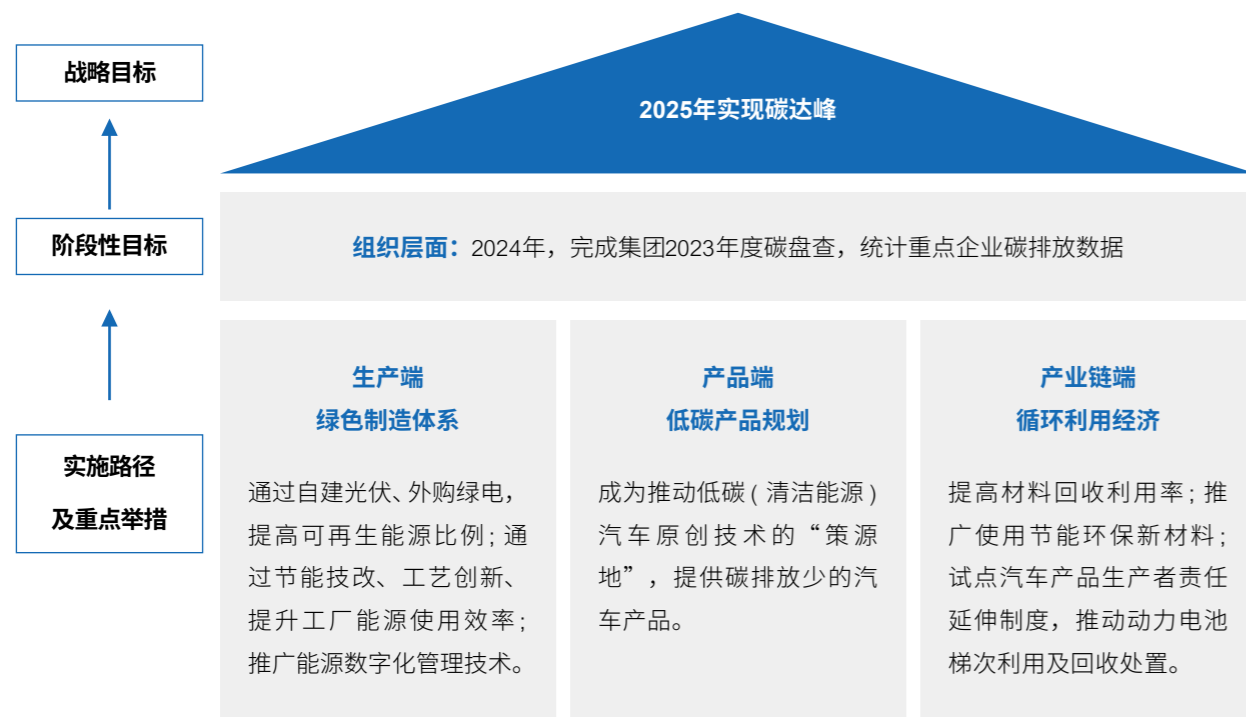 战略目标
2025年实现碳达峰
阶段性目标
组织层面：2024年，完成集团2023年度碳盘查，统计重点企业碳排放数据
实施路径
及重点举措
生产端
绿色制造体系
通过自建光伏、外购绿电，
提高可再生能源比例；通
过节能技改、工艺创新、
提升工厂能源使用效率；
推广能源数字化管理技术。
产品端
低碳产品规划
成为推动低碳(清洁能源)
汽车原创技术的“策源
地”，提供碳排放少的汽
车产品。
产业链端
循环利用经济
提高材料回收利用率；推
广使用节能环保新材料；
试点汽车产品生产者责任
延伸制度，推动动力电池
梯次利用及回收处置。